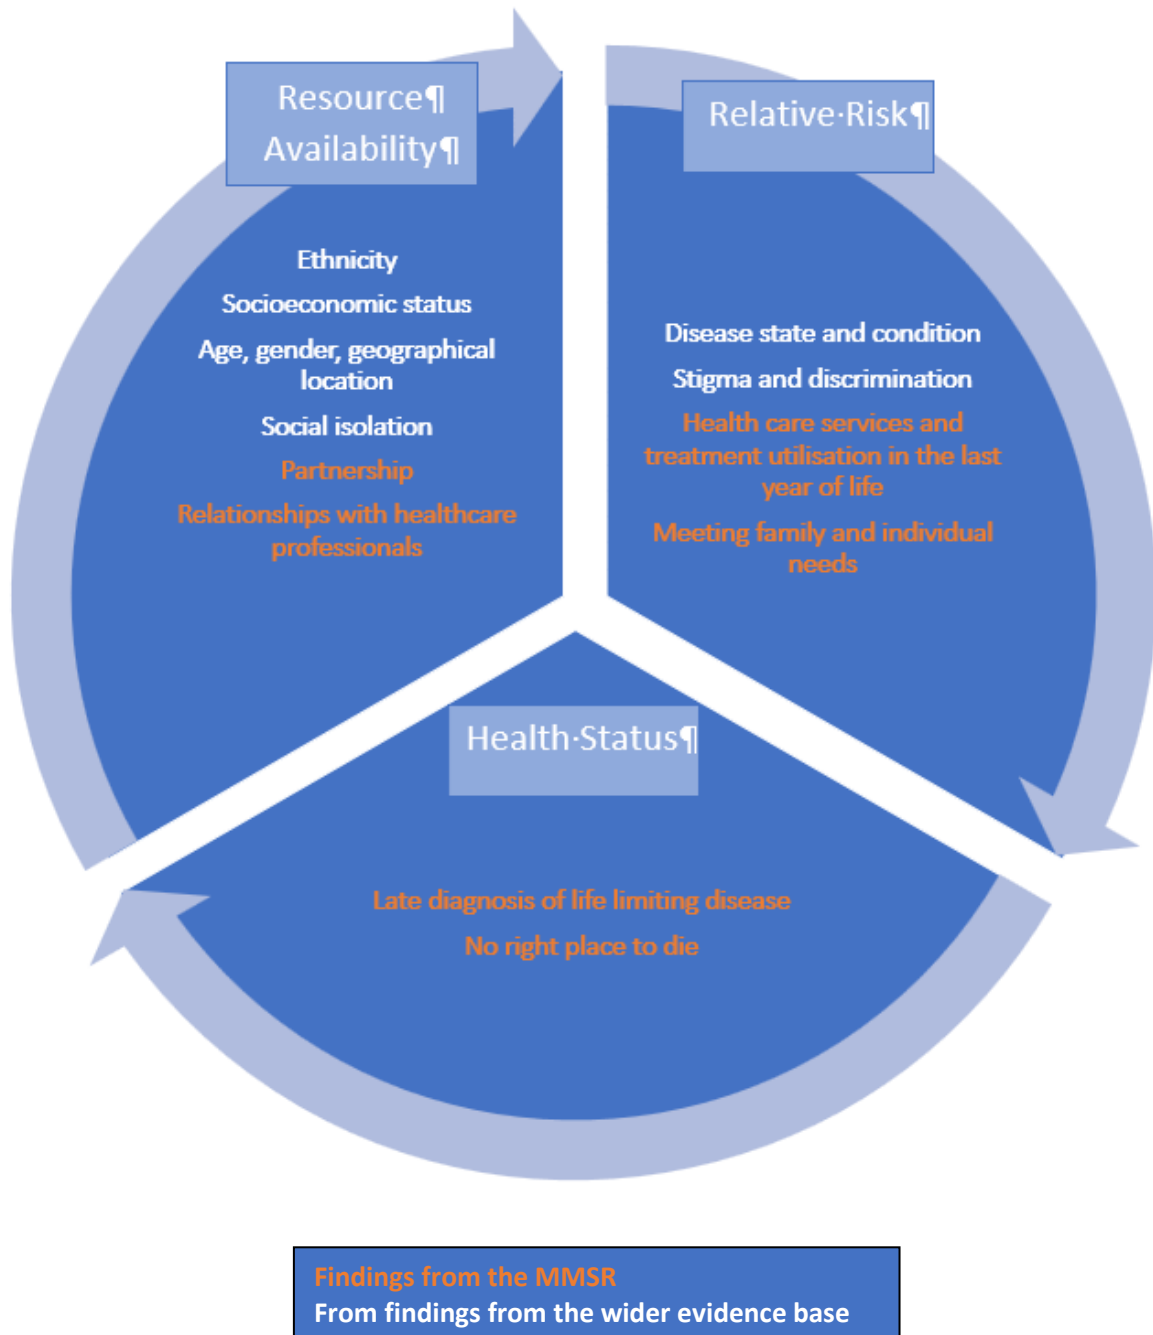 Resource¶
Availability¶
Ethnicity
Socioeconomic status
Age, gender, geographical
location
Social isolation
Partnership
Relationships with healthcare
professionals
Relative·Risk¶
Disease state and condition
Stigma and discrimination
Health care services and
treatment utilisation in the last
year of life
Meeting family and individual
needs
Health·Status¶
Late diagnosis of life limiting disease
No right place to die
Findings from the MMSR
From findings from the wider evidence base